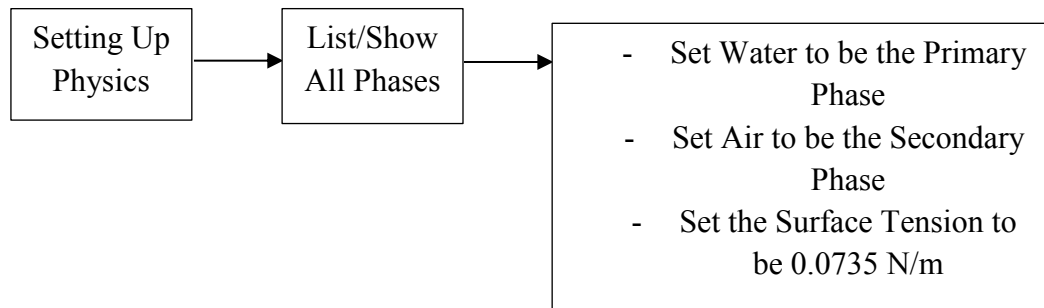 Setting Up
Physics
List/Show
All Phases
- Set Water to be the Primary
Phase
- Set Air to be the Secondary
Phase
- Set the Surface Tension to
be 0.0735 N/m